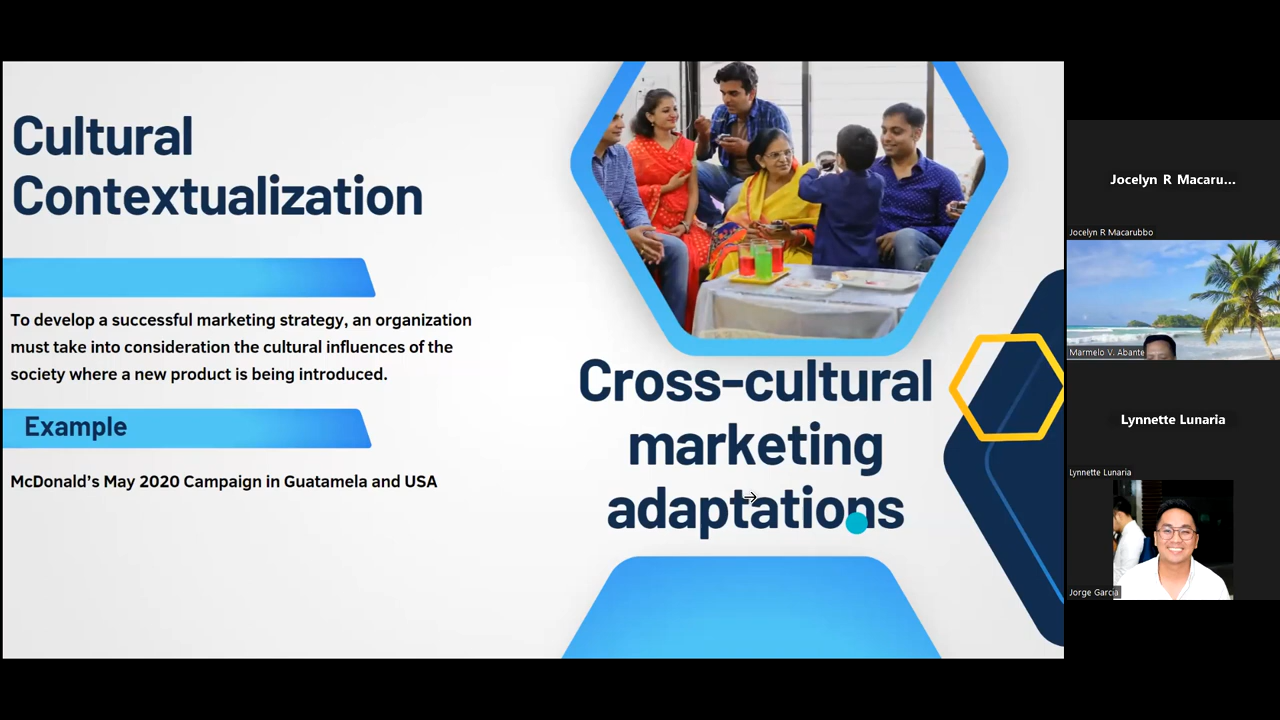 Cultural
Contextualization
To develop a successful marketing strategy, an organization
must take into consideration the cultural influences of the
society where a new product is being introduced.
Example
McDonald's May 2020 Campaign in Guatamela and USA
Cross-cultural
marketing
adaptations
Jocelyn R Macaru...
Jocelyn R Macarubbo
Marmelo V. Abante
Lynnette Lunaria
Lynnette Lunaria
Jorge Garcia